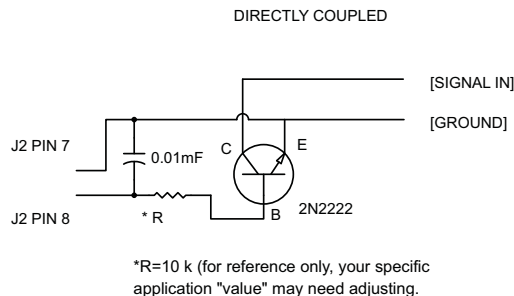 DIRECTLY COUPLED
[SIGNAL IN]
[GROUND]
J2 PIN 7
C
E
0.01mF
J2 PIN 8
* R
B
2N2222
*R=10 k (for reference only, your specific
application "value" may need adjusting.